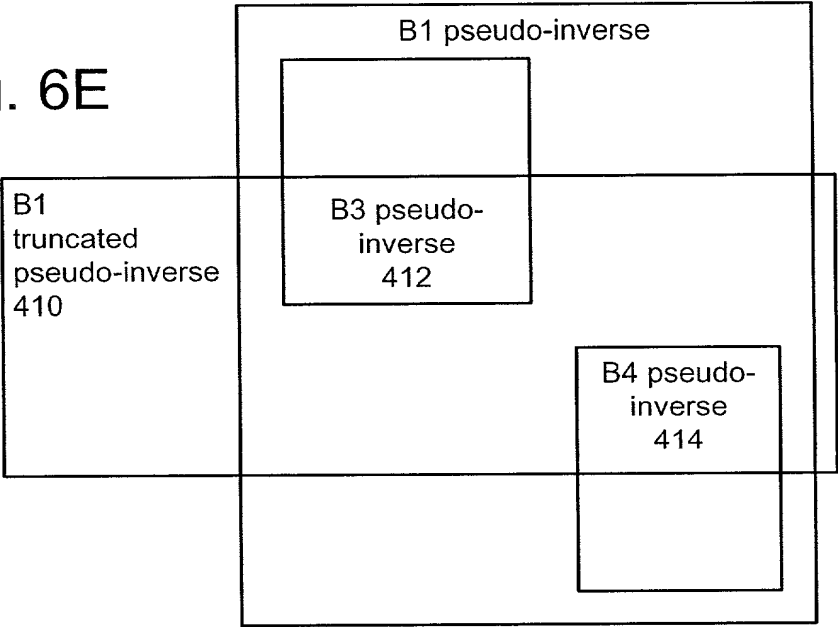 B1 pseudo-inverse
. 6E
B1
truncated
pseudo-inverse
410
B3 pseudo-
inverse
412
B4 pseudo-
inverse
414